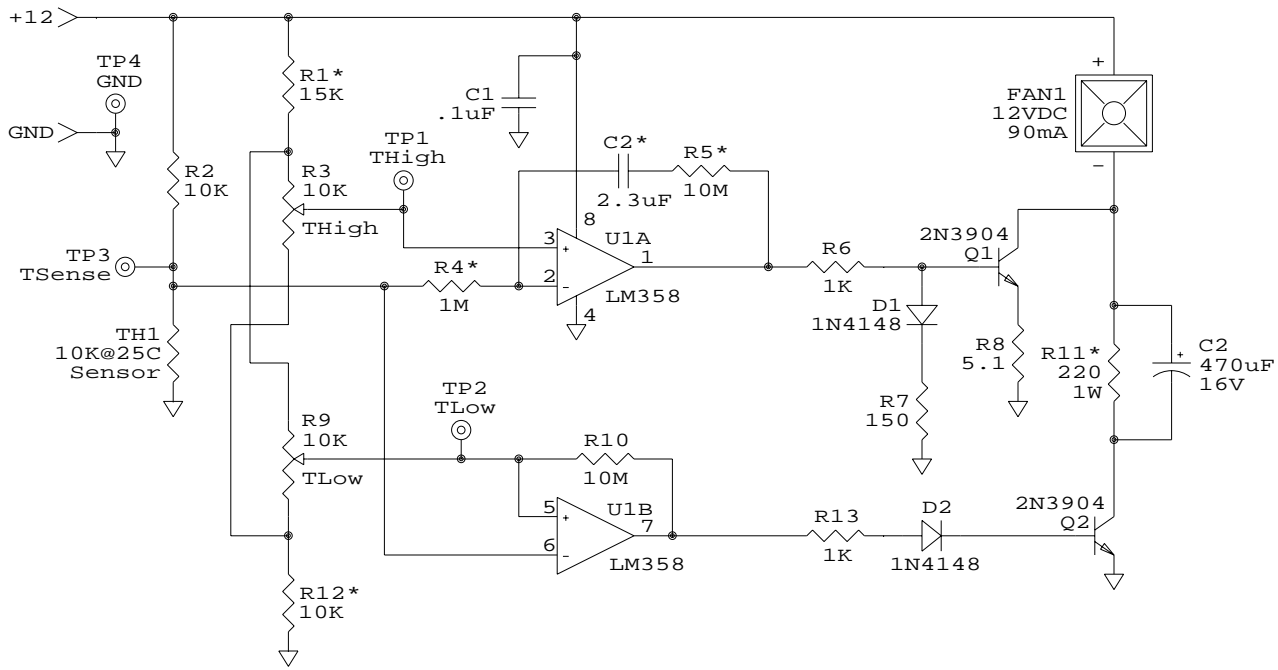 +12
TP4
GND
GND
R1*
15K
C1
.1uF
FAN1
12VDC
90mA
+
−
TP1
THigh
C2*
2.3uF
R5*
10M
R2
10K
R3
10K
THigh
8
3
+
U1A
1
2
−
LM358
4
R4*
1M
R6
1K
2N3904
Q1
TP3
TSense
D1
1N4148
TH1
10K@25C
Sensor
R8
5.1
R11*
220
1W
+
C2
470uF
16V
TP2
TLow
R7
150
R9
10K
TLow
R10
10M
5
+
U1B
7
6
−
LM358
R13
1K
D2
1N4148
2N3904
Q2
R12*
10K